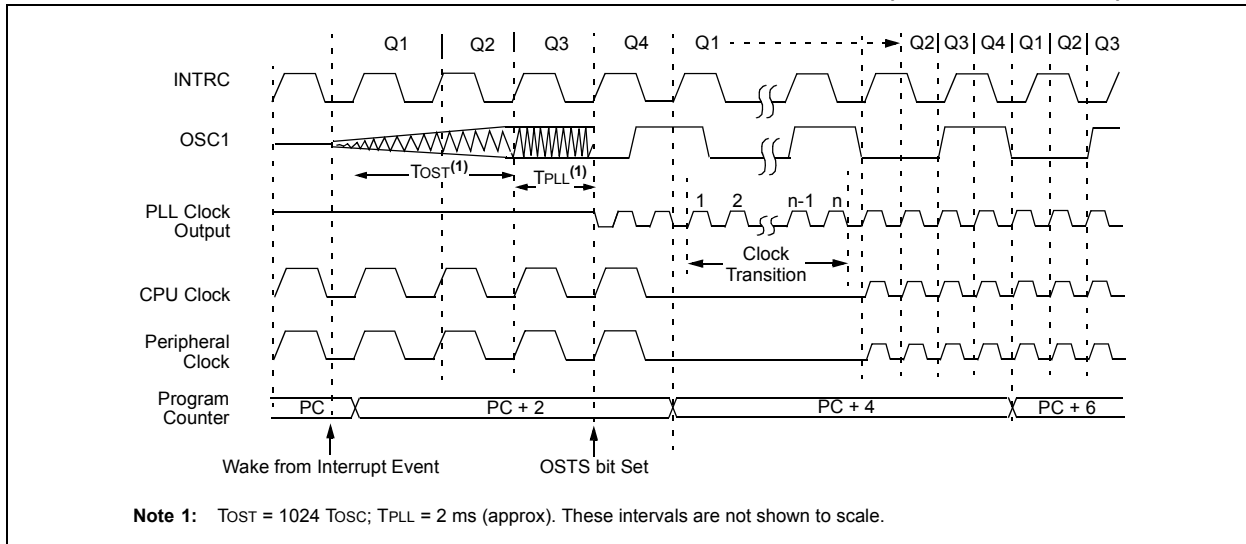 Q1 Q2 Q3 Q4 Q1 Q2 Q3 Q4 Q1 Q2 Q3
INTRC
OSC1
TOST(1) TPLL(1)
1 2 n-1 n
PLL Clock
Output
Clock
Transition
CPU Clock
Peripheral
Clock
Program
Counter
PC PC + 2 PC + 4 PC + 6
Wake from Interrupt Event OSTS bit Set
Note 1: TOST = 1024 TOSC; TPLL = 2 ms (approx). These intervals are not shown to scale.